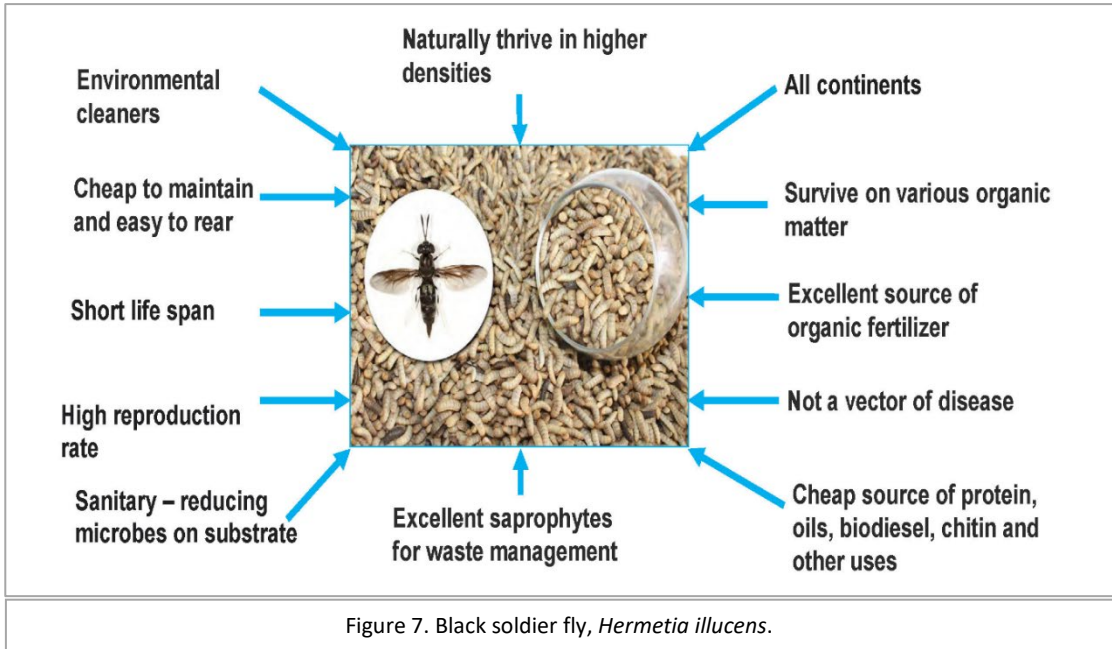 Naturally thrive in higher
densities
Environmental
cleaners
All continents
Cheap to maintain
and easy to rear
Survive on various organic
matter
Short life span
Excellent source of
organic fertilizer
High reproduction
rate
Not a vector of disease
Sanitary – reducing
microbes on substrate
Excellent saprophytes
for waste management
Cheap source of protein,
oils, biodiesel, chitin and
other uses
Figure 7. Black soldier fly, Hermetia illucens.